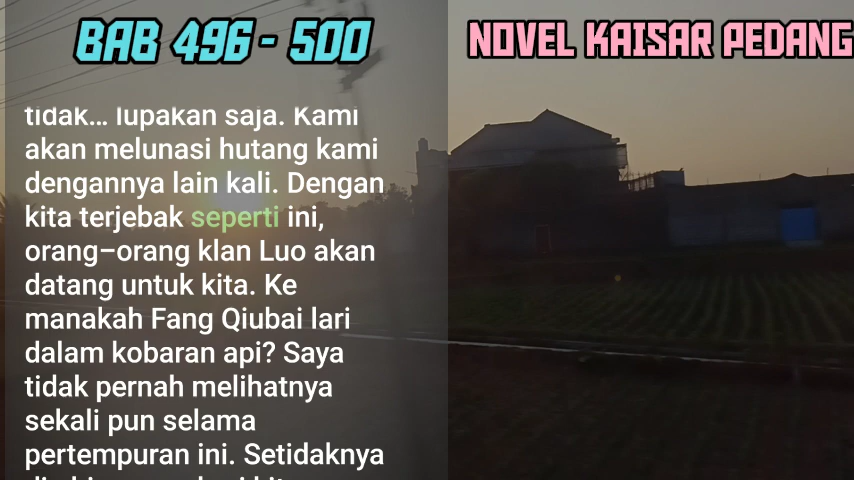 BAB 496 - 500
NOVEL KAISAR PEDANG
tidak... lupakan saja. Kami
akan melunasi hutang kami
dengannya lain kali. Dengan
kita terjebak seperti ini,
orang–orang klan Luo akan
datang untuk kita. Ke
manakah Fang Qiubai lari
dalam kobaran api? Saya
tidak pernah melihatnya
sekali pun selama
pertempuran ini. Setidaknya